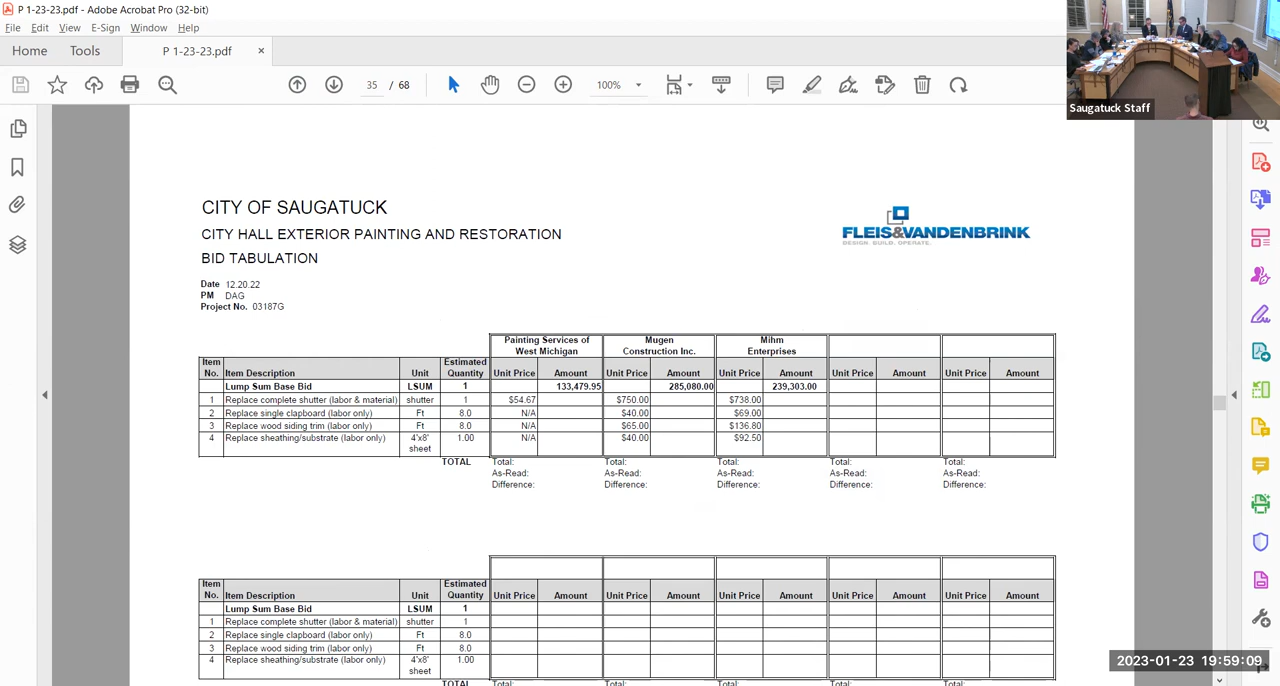 P 1-23-23.pdf - Adobe Acrobat Pro (32-bit)
File Edit View E-Sign Window Help
Home Tools P 1-23-23.pdf ×
35 / 68 100%
Saugatuck Staff
CITY OF SAUGATUCK
CITY HALL EXTERIOR PAINTING AND RESTORATION
BID TABULATION
FLEIS&VANDENBRINK
DESIGN. BUILD. OPERATE.
Date 12.20.22
PM DAG
Project No. 03187G
Painting Services of West Michigan Mugen Construction Inc. Mihm Enterprises
Item No. Item Description Unit Estimated Quantity Unit Price Amount Unit Price Amount Unit Price Amount Unit Price Amount Unit Price Amount
Lump Sum Base Bid LSUM 1 133,479.95 285,080.00 239,303.00
1 Replace complete shutter (labor & material) shutter 1 $54.67 $750.00 $738.00
2 Replace single clapboard (labor only) Ft 8.0 N/A $40.00 $69.00
3 Replace wood siding trim (labor only) Ft 8.0 N/A $65.00 $136.80
4 Replace sheathing/substrate (labor only) 4'x8' sheet 1.00 N/A $40.00 $92.50
TOTAL Total: Total: Total: Total: Total:
As-Read: As-Read: As-Read: As-Read: As-Read:
Difference: Difference: Difference: Difference: Difference:
Item No. Item Description Unit Estimated Quantity Unit Price Amount Unit Price Amount Unit Price Amount Unit Price Amount Unit Price Amount
Lump Sum Base Bid LSUM 1
1 Replace complete shutter (labor & material) shutter 1
2 Replace single clapboard (labor only) Ft 8.0
3 Replace wood siding trim (labor only) Ft 8.0
4 Replace sheathing/substrate (labor only) 4'x8' sheet 1.00
TOTAL Total: Total: Total: Total: Total:
2023-01-23 19:59:09